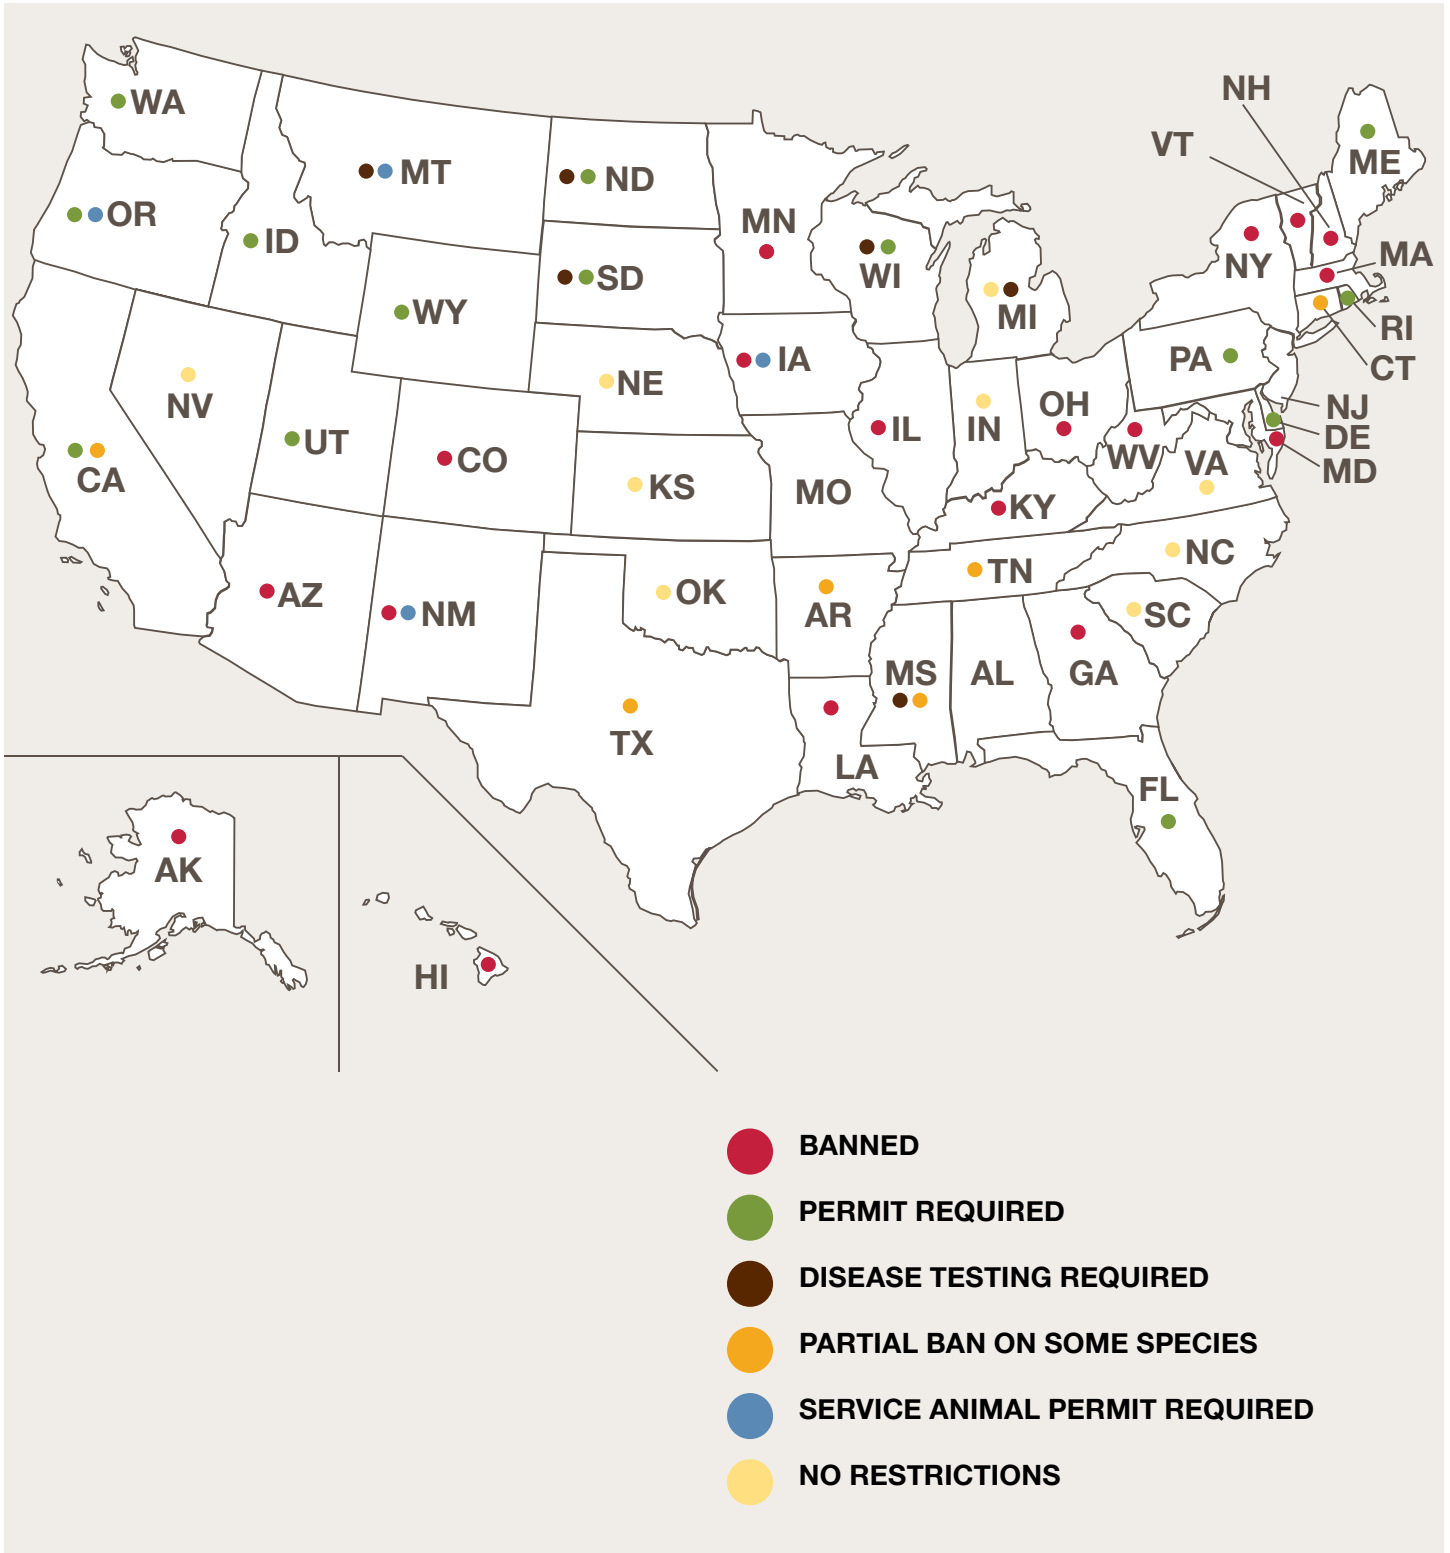 NH
VT
WA
ME
MT
ND
OR
MN
ID
MA
WI
NY
SD
MI
WY
RI
PA
IA
CT
NE
NV
OH
NJ
IN
IL
DE
UT
WV
CO
VA
MD
CA
KS
MO
KY
NC
TN
AZ
OK
NM
AR
SC
MS
AL
GA
TX
LA
FL
AK
HI
BANNED
PERMIT REQUIRED
DISEASE TESTING REQUIRED
PARTIAL BAN ON SOME SPECIES
SERVICE ANIMAL PERMIT REQUIRED
NO RESTRICTIONS